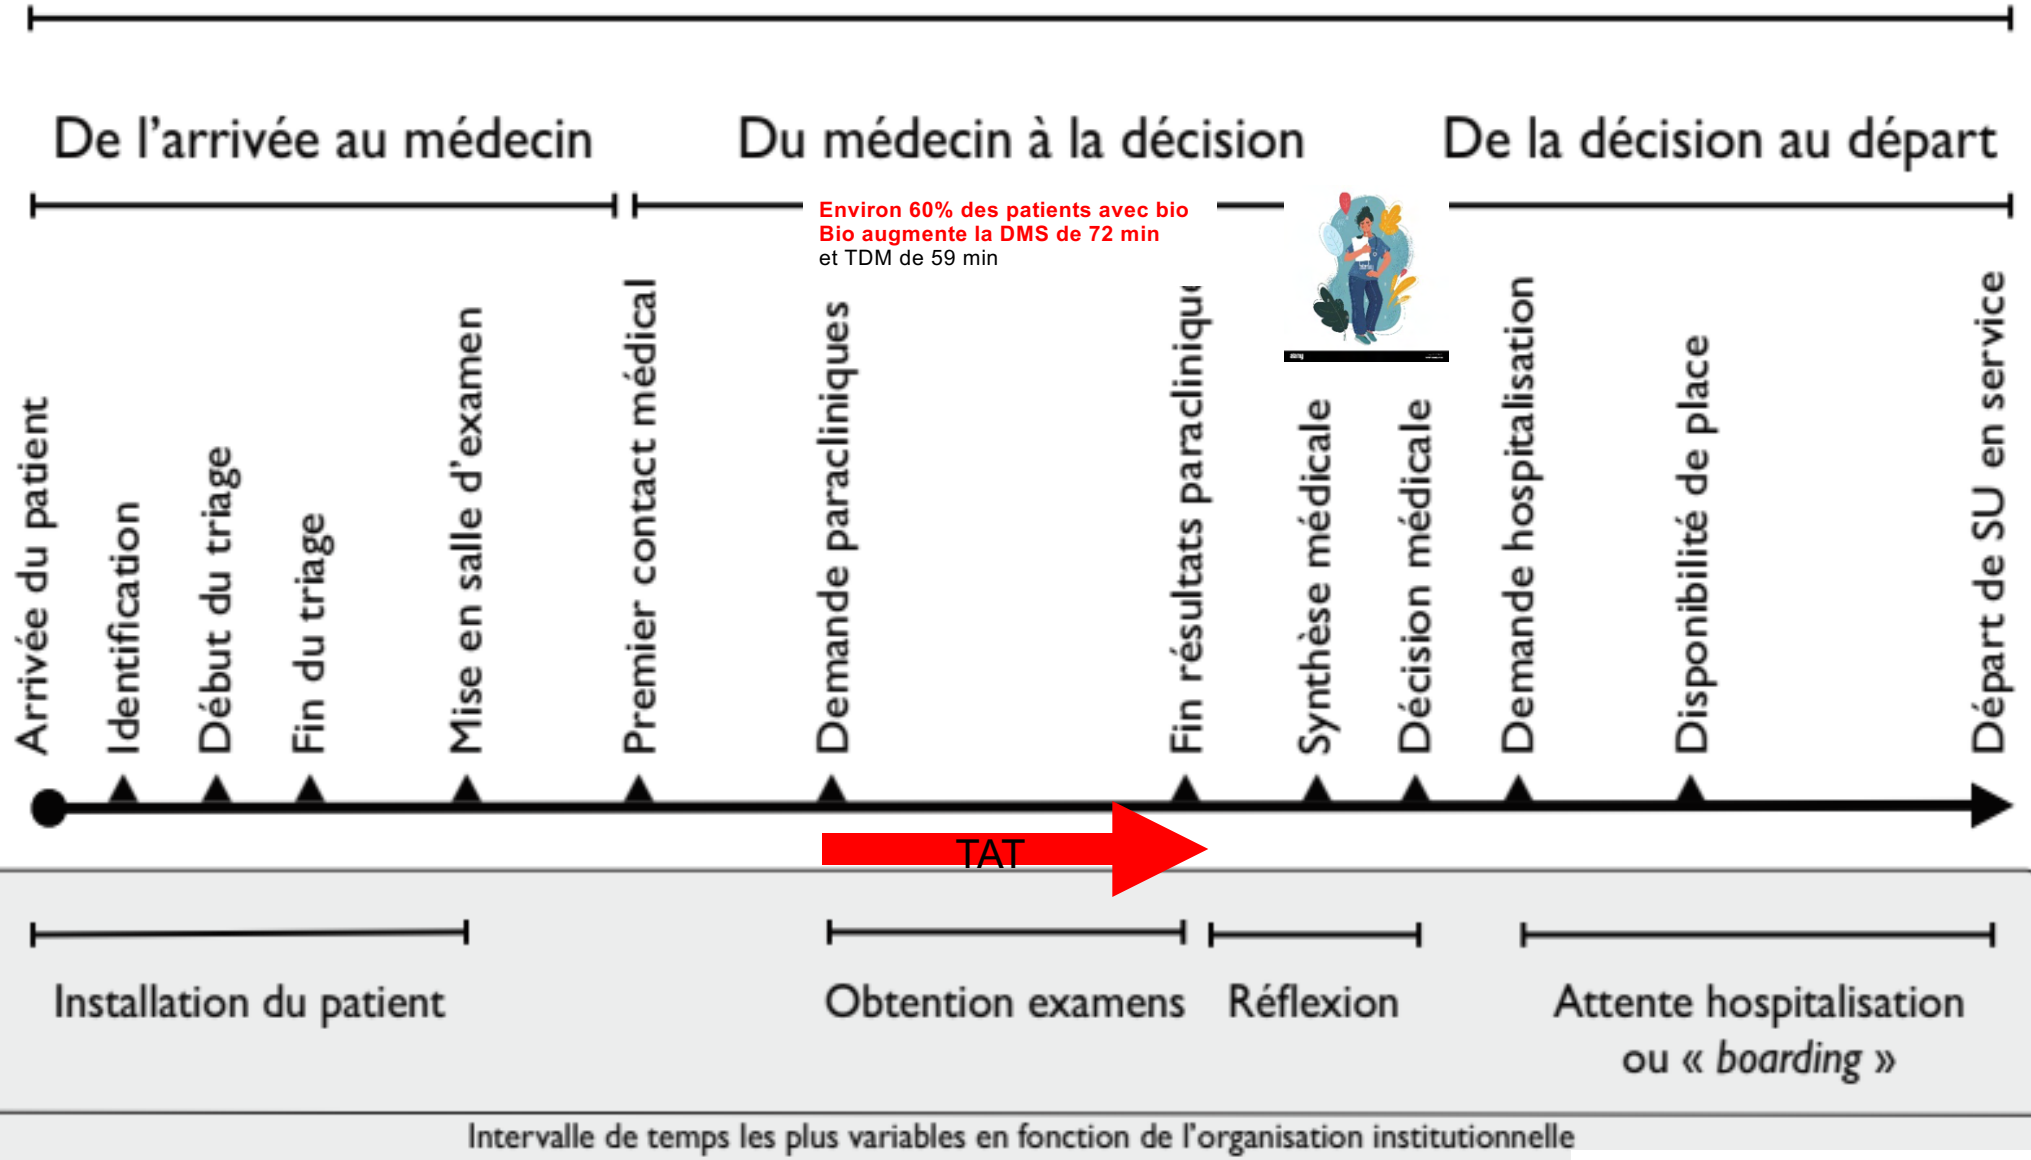 De l'arrivée au médecin
Du médecin à la décision
De la décision au départ
Environ 60% des patients avec bio
Bio augmente la DMS de 72 min
et TDM de 59 min
Arrivée du patient
Identification
Début du triage
Fin du triage
Mise en salle d'examen
Premier contact médical
Demande paracliniques
Fin résultats paraclinique
Synthèse médicale
Décision médicale
Demande hospitalisation
Disponibilité de place
Départ de SU en service
TAT
Installation du patient
Obtention examens
Réflexion
Attente hospitalisation
ou « boarding »
Intervalle de temps les plus variables en fonction de l'organisation institutionnelle